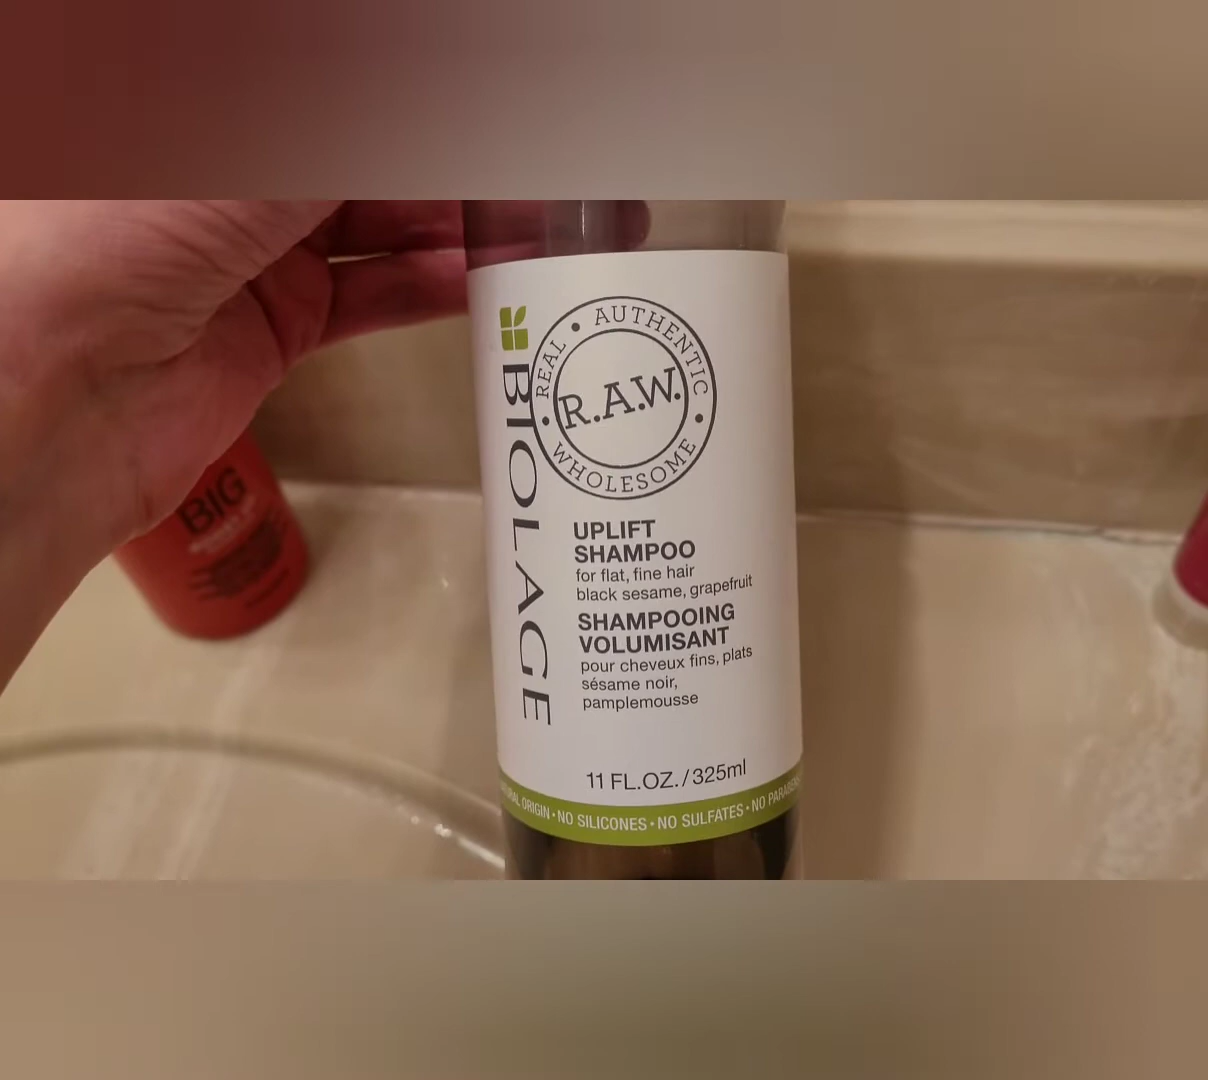 BIG
BIOLAGE
REAL • AUTHENTIC • WHOLESOME •
R.A.W.
UPLIFT
SHAMPOO
for flat, fine hair
black sesame, grapefruit
SHAMPOOING
VOLUMISANT
pour cheveux fins, plats
sésame noir,
pamplemousse
11 FL.OZ. / 325ml
ORIGIN • NO SILICONES • NO SULFATES • NO